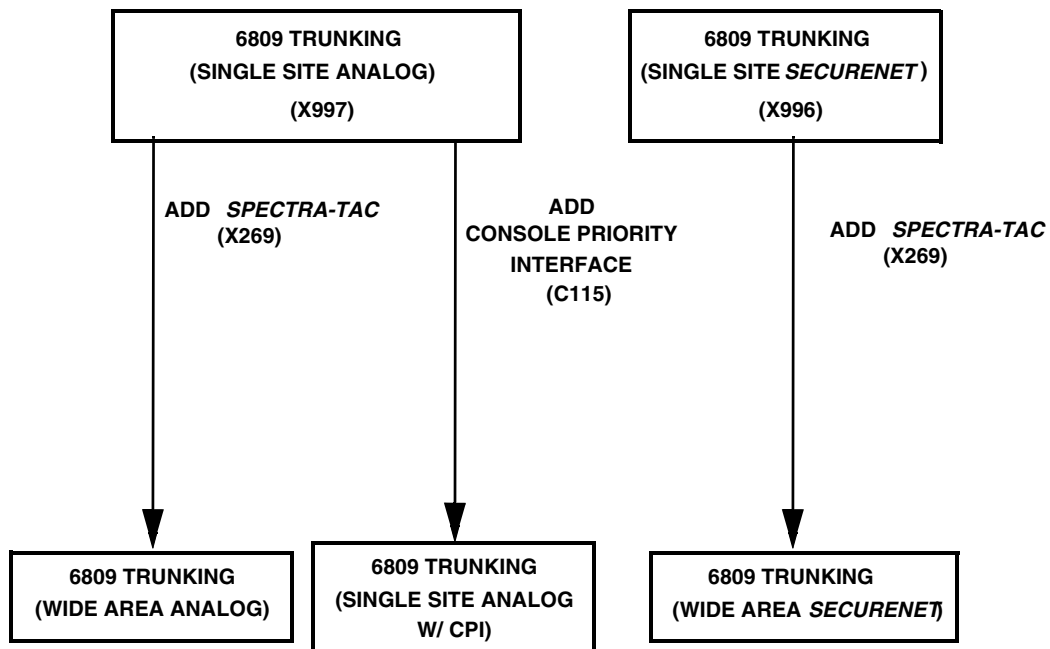 6809 TRUNKING
(SINGLE SITE ANALOG)
(X997)
6809 TRUNKING
(SINGLE SITE SECURENET)
(X996)
ADD SPECTRA-TAC
(X269)
ADD
CONSOLE PRIORITY
INTERFACE
(C115)
ADD SPECTRA-TAC
(X269)
6809 TRUNKING
(WIDE AREA ANALOG)
6809 TRUNKING
(SINGLE SITE ANALOG
W/ CPI)
6809 TRUNKING
(WIDE AREA SECURENET)